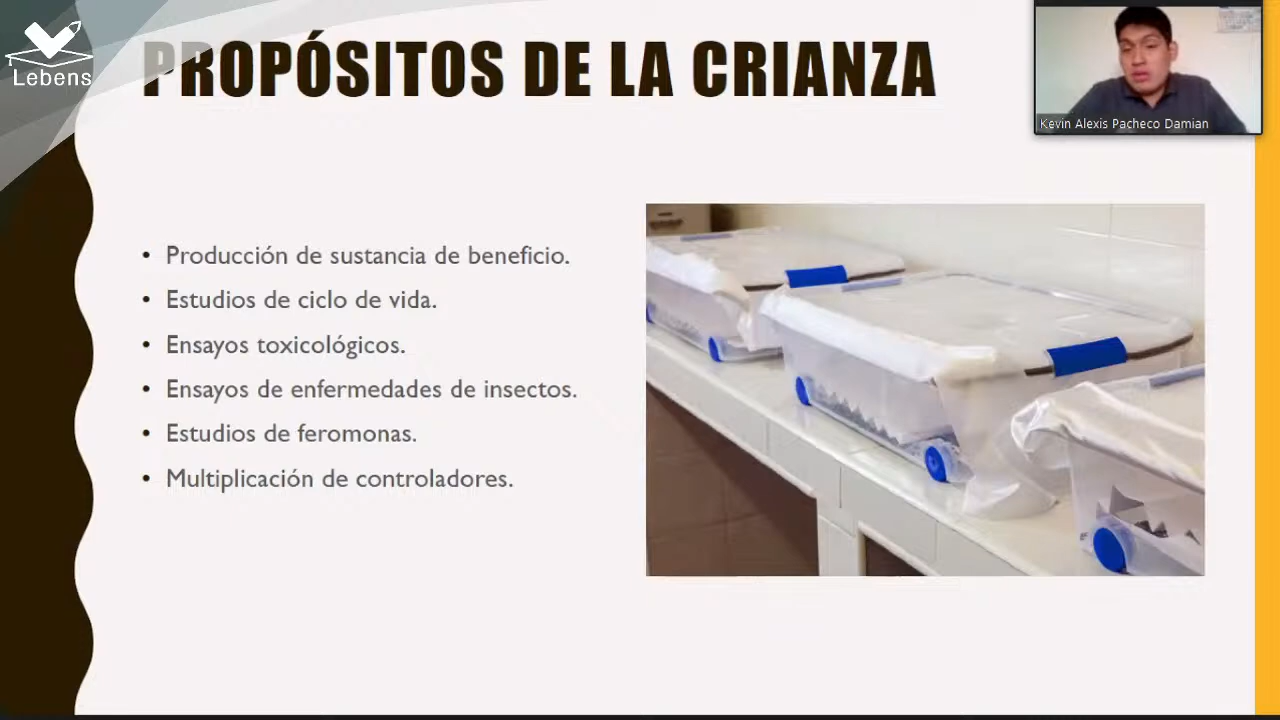 Lebens
PROPÓSITOS DE LA CRIANZA
Kevin Alexis Pacheco Damian
• Producción de sustancia de beneficio.
• Estudios de ciclo de vida.
• Ensayos toxicológicos.
• Ensayos de enfermedades de insectos.
• Estudios de feromonas.
• Multiplicación de controladores.